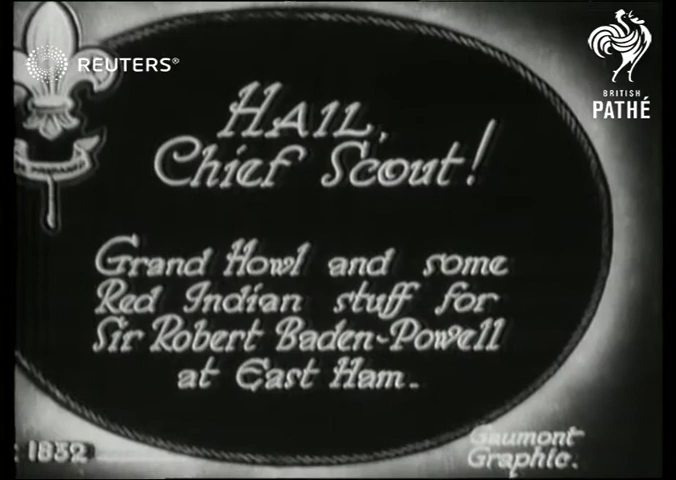 REUTERS®
BRITISH
PATHÉ
HAIL,
Chief Scout!
Grand Howl and some
Red Indian stuff for
Sir Robert Baden-Powell
at East Ham.
1832
Gaumont
Graphic.